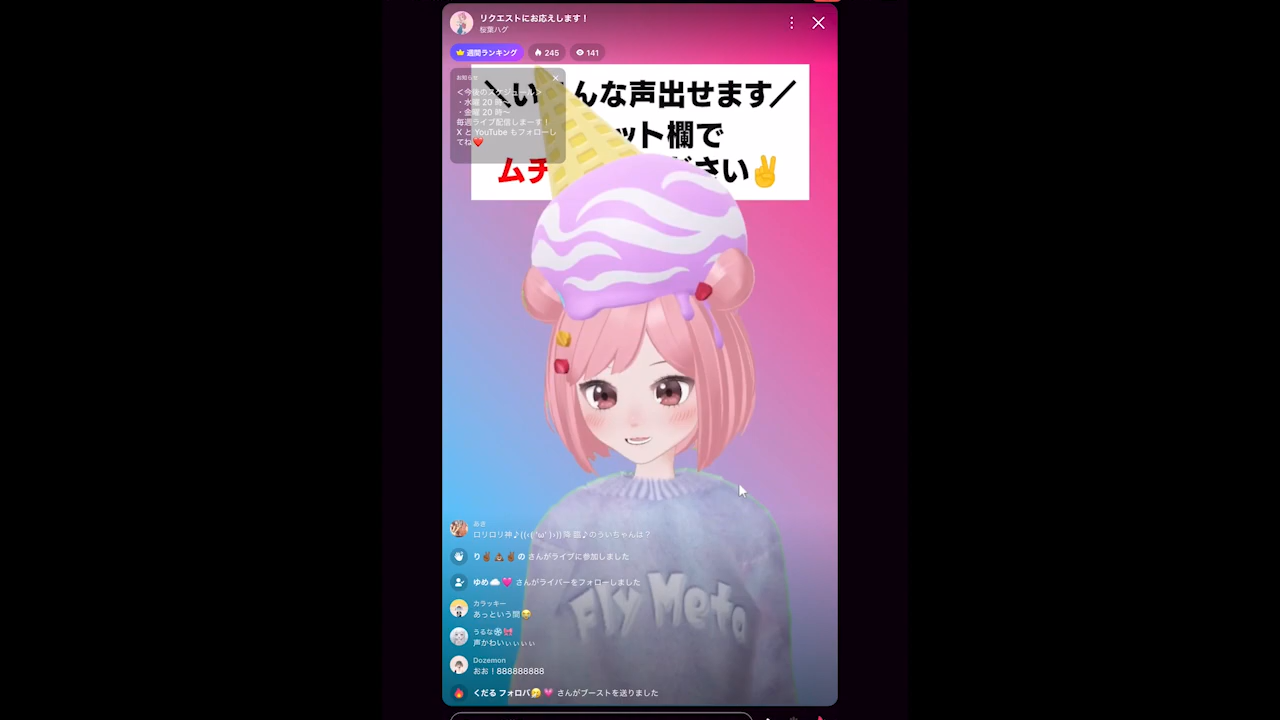 リクエストにお応えします！
桜葉ハグ
週間ランキング
245
141
お知らせ
＜今後のスケジュール＞
・水曜 20 時〜
・金曜 20 時〜
毎週ライブ配信しまーす！
X と YouTube もフォローし
てね❤️
んな声出せます／
ット欄で
ムチ
ださい✌️
あき
ロリロリ神♪((‹( 'ω' )›))降臨♪のういちゃんは？
り✌🏾💩✌🏾の さんがライブに参加しました
ゆめ☁️💗 さんがライバーをフォローしました
カラッキー
あっという間😂
うるな❄️🎀
声かわいぃぃぃぃ
Dozemon
おお！888888888
くだる フォロバ🤧💗 さんがブーストを送りました
Fly Meta